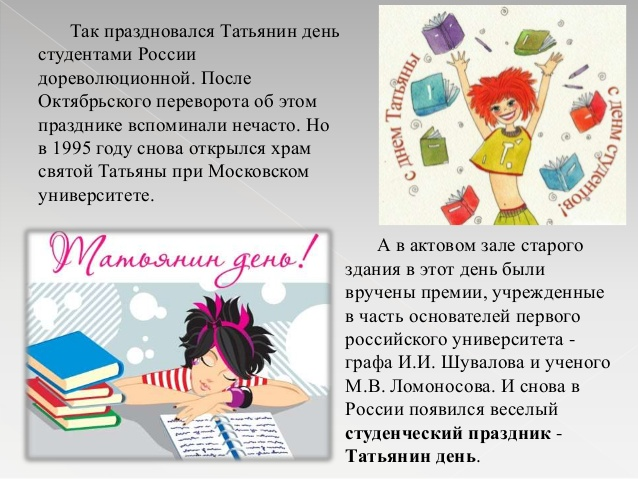 Так праздновался Татьянин день
студентами России
дореволюционной. После
Октябрьского переворота об этом
празднике вспоминали нечасто. Но
в 1995 году снова открылся храм
святой Татьяны при Московском
университете.
с днем Татьяны
с днем студентов!
Т
Татьянин день!
А в актовом зале старого
здания в этот день были
вручены премии, учрежденные
в часть основателей первого
российского университета -
графа И.И. Шувалова и ученого
М.В. Ломоносова. И снова в
России появился веселый
студенческий праздник -
Татьянин день.